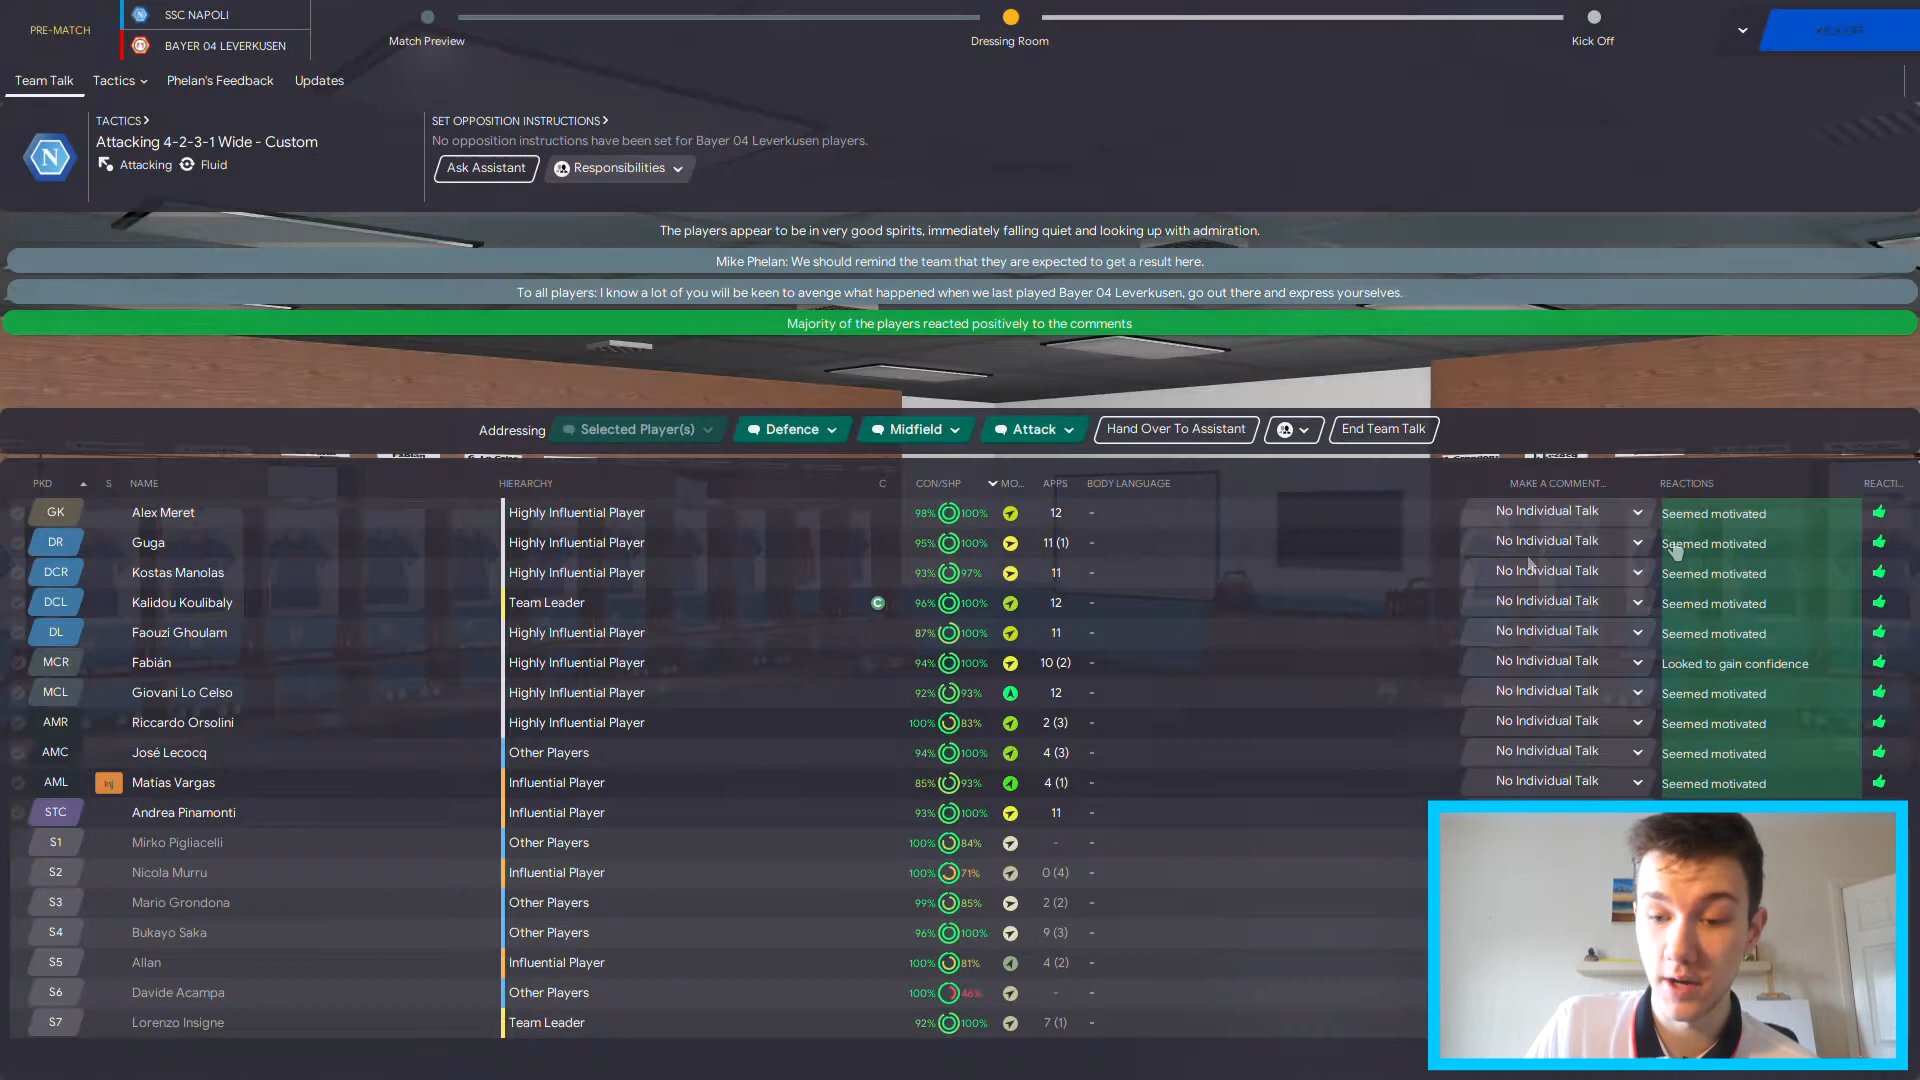 PRE-MATCH
SSC NAPOLI
BAYER 04 LEVERKUSEN
Match Preview
Dressing Room
Kick Off
KICK OFF
Team Talk Tactics Phelan's Feedback Updates
N
TACTICS
Attacking 4-2-3-1 Wide - Custom
Attacking Fluid
SET OPPOSITION INSTRUCTIONS
No opposition instructions have been set for Bayer 04 Leverkusen players.
Ask Assistant Responsibilities
The players appear to be in very good spirits, immediately falling quiet and looking up with admiration.
Mike Phelan: We should remind the team that they are expected to get a result here.
To all players: I know a lot of you will be keen to avenge what happened when we last played Bayer 04 Leverkusen, go out there and express yourselves.
Majority of the players reacted positively to the comments
Addressing Selected Player(s) Defence Midfield Attack Hand Over To Assistant End Team Talk
PKD S NAME HIERARCHY C CON/SHP MO... APPS BODY LANGUAGE MAKE A COMMENT... REACTIONS REACTI...
GK Alex Meret Highly Influential Player 98% 100% 12 - No Individual Talk Seemed motivated
DR Guga Highly Influential Player 95% 100% 11 (1) - No Individual Talk Seemed motivated
DCR Kostas Manolas Highly Influential Player 93% 97% 11 - No Individual Talk Seemed motivated
DCL Kalidou Koulibaly Team Leader C 96% 100% 12 - No Individual Talk Seemed motivated
DL Faouzi Ghoulam Highly Influential Player 87% 100% 11 - No Individual Talk Seemed motivated
MCR Fabián Highly Influential Player 94% 100% 10 (2) - No Individual Talk Looked to gain confidence
MCL Giovani Lo Celso Highly Influential Player 92% 93% 12 - No Individual Talk Seemed motivated
AMR Riccardo Orsolini Highly Influential Player 100% 83% 2 (3) - No Individual Talk Seemed motivated
AMC José Lecocq Other Players 94% 100% 4 (3) - No Individual Talk Seemed motivated
AML Inj Matías Vargas Influential Player 85% 93% 4 (1) - No Individual Talk Seemed motivated
STC Andrea Pinamonti Influential Player 93% 100% 11 -
S1 Mirko Pigliacelli Other Players 100% 84% - -
S2 Nicola Murru Influential Player 100% 71% 0 (4) -
S3 Mario Grondona Other Players 99% 85% 2 (2) -
S4 Bukayo Saka Other Players 96% 100% 9 (3) -
S5 Allan Influential Player 100% 81% 4 (2) -
S6 Davide Acampa Other Players 100% 46% - -
S7 Lorenzo Insigne Team Leader 92% 100% 7 (1) -